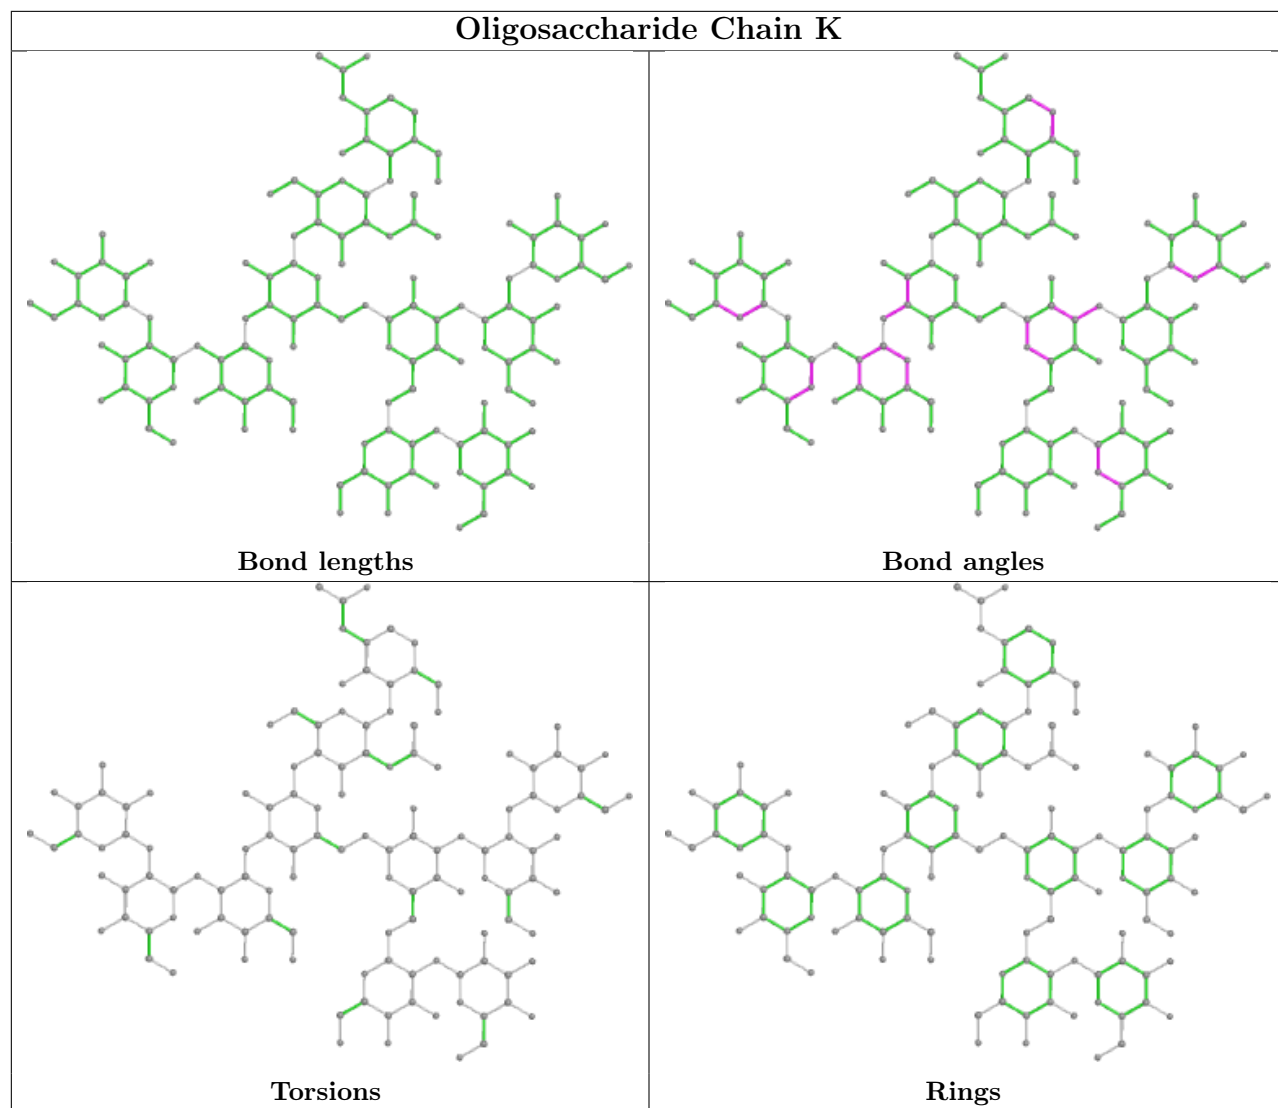 Oligosaccharide Chain K
Bond lengths
Bond angles
Torsions
Rings